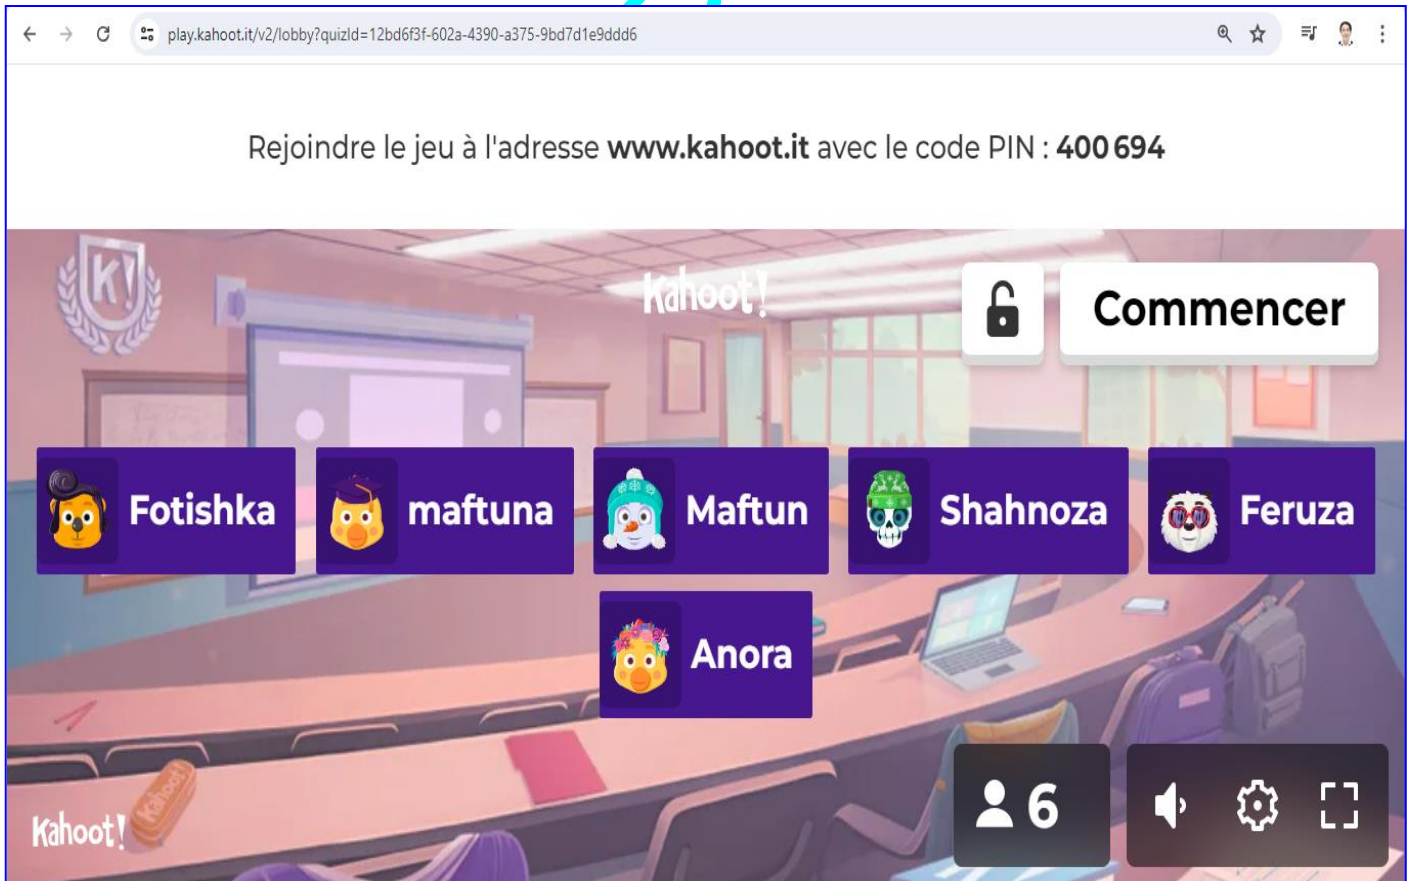 play.kahoot.it/v2/lobby?quizId=12bd6f3f-602a-4390-a375-9bd7d1e9ddd6
Rejoindre le jeu à l'adresse www.kahoot.it avec le code PIN : 400 694
K!
Kahoot!
Commencer
Fotishka
maftuna
Maftun
Shahnoza
Feruza
Anora
Kahoot!
6
Kahoot!